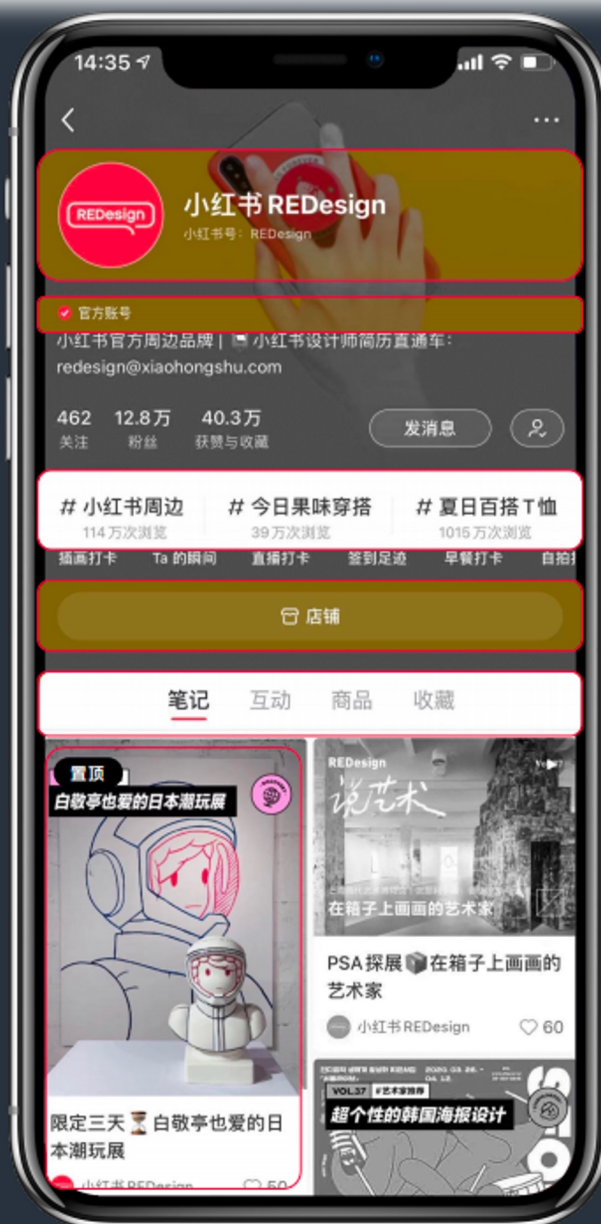 14:35
REDesign
小红书 REDesign
小红书号：REDesign
官方账号
小红书官方周边品牌 | 小红书设计师简历直通车：
redesign@xiaohongshu.com
462 12.8万 40.3万
关注 粉丝 获赞与收藏
发消息
# 小红书周边 # 今日果味穿搭 # 夏日百搭T恤
114万次浏览 39万次浏览 1015万次浏览
插画打卡 Ta 的瞬间 直播打卡 签到足迹 早餐打卡 自拍
店铺
笔记 互动 商品 收藏
置顶
白敬亭也爱的日本潮玩展
限定三天⏳白敬亭也爱的日
本潮玩展
小红书 REDesign 50
REDesign
说艺术
在箱子上画画的艺术家
PSA探展📦在箱子上画画的
艺术家
小红书 REDesign 60
VOL.37 #艺术家推荐
超个性的韩国海报设计